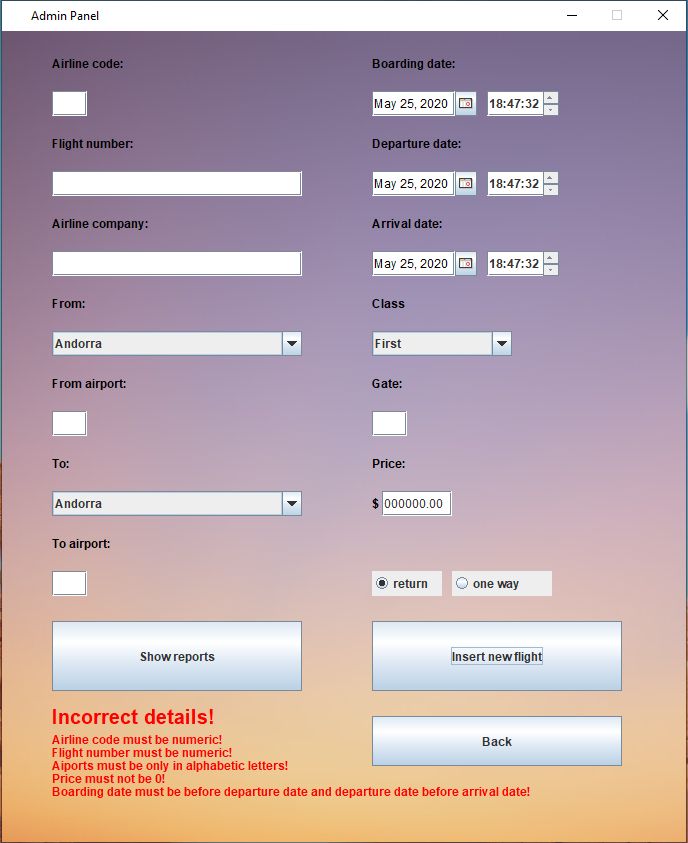 Admin Panel
Airline code:
Boarding date:
May 25, 2020
18:47:32
Flight number:
Departure date:
May 25, 2020
18:47:32
Airline company:
Arrival date:
May 25, 2020
18:47:32
From:
Class
Andorra
First
From airport:
Gate:
To:
Price:
Andorra
$ 000000.00
To airport:
return
one way
Show reports
Insert new flight
Incorrect details!
Airline code must be numeric!
Flight number must be numeric!
Aiports must be only in alphabetic letters!
Price must not be 0!
Boarding date must be before departure date and departure date before arrival date!
Back